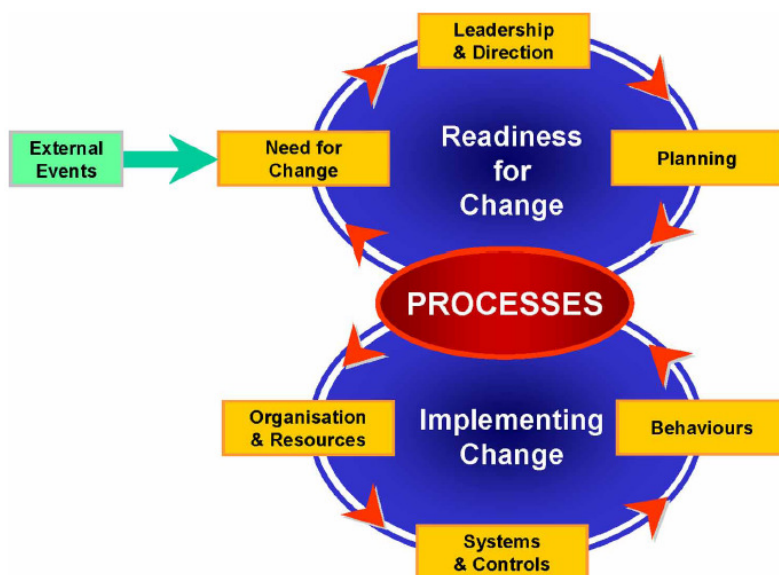 Leadership
& Direction
External
Events
Need for
Change
Readiness
for
Change
Planning
PROCESSES
Organisation
& Resources
Implementing
Change
Behaviours
Systems
& Controls